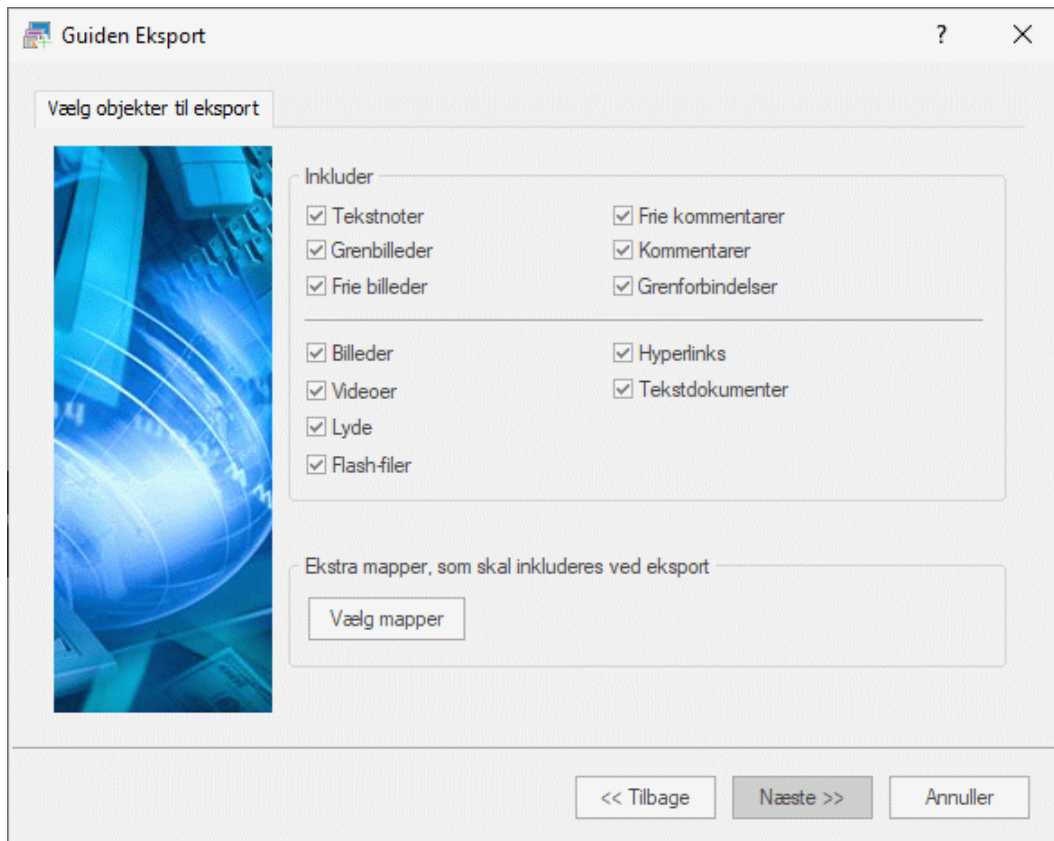 Guiden Eksport
?
Vælg objekter til eksport
Inkluder
Tekstnoter
Frie kommentarer
Grenbilleder
Kommentarer
Frie billeder
Grenforbindelser
Billeder
Hyperlinks
Videoer
Tekstdokumenter
Lyde
Flash-filer
Ekstra mapper, som skal inkluderes ved eksport
Vælg mapper
<< Tilbage
Næste >>
Annuller